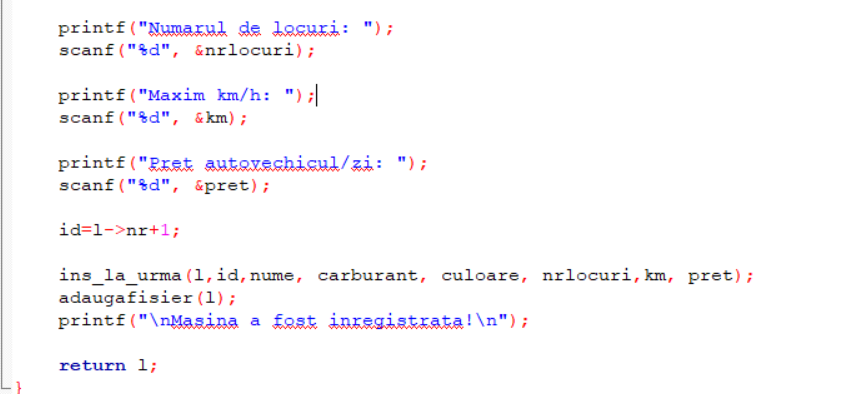 printf("Numarul de locuri: ");
scanf("%d", &nrlocuri);
printf("Maxim km/h: ");
scanf("%d", &km);
printf("Pret autovechicul/zi: ");
scanf("%d", &pret);
id=l->nr+1;
ins_la_urma(l,id,nume, carburant, culoare, nrlocuri,km, pret);
adaugafisier(l);
printf("\nMasina a fost inregistrata!\n");
return l;
}